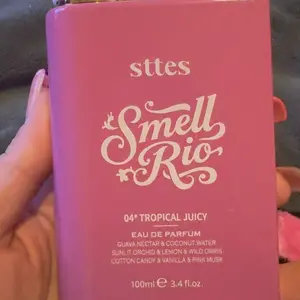 sttes
Smell
Rio
04° TROPICAL JUICY
EAU DE PARFUM
GUAVA NECTAR & COCONUT WATER
SUNLIT ORCHID & LEMON & WILD
COTTON CANDY & VANILLA & PINK MUSK
100ml e 3.4 fl.oz.